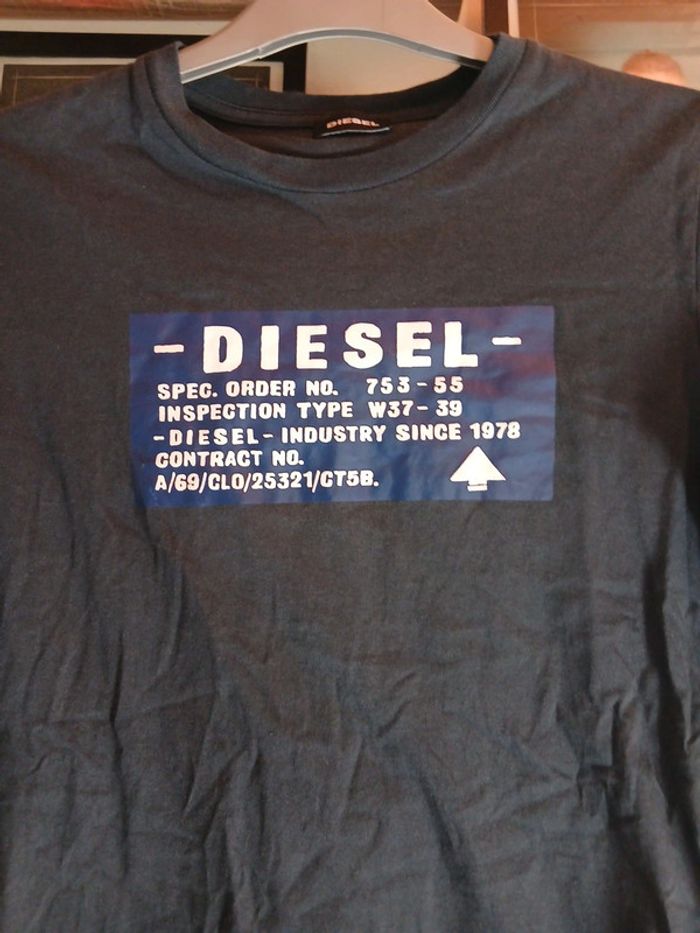 DIESEL
- DIESEL -
SPEC. ORDER NO. 753 - 55
INSPECTION TYPE W37 - 39
- DIESEL - INDUSTRY SINCE 1978
CONTRACT NO.
A/69/CLO/25321/CT5B.